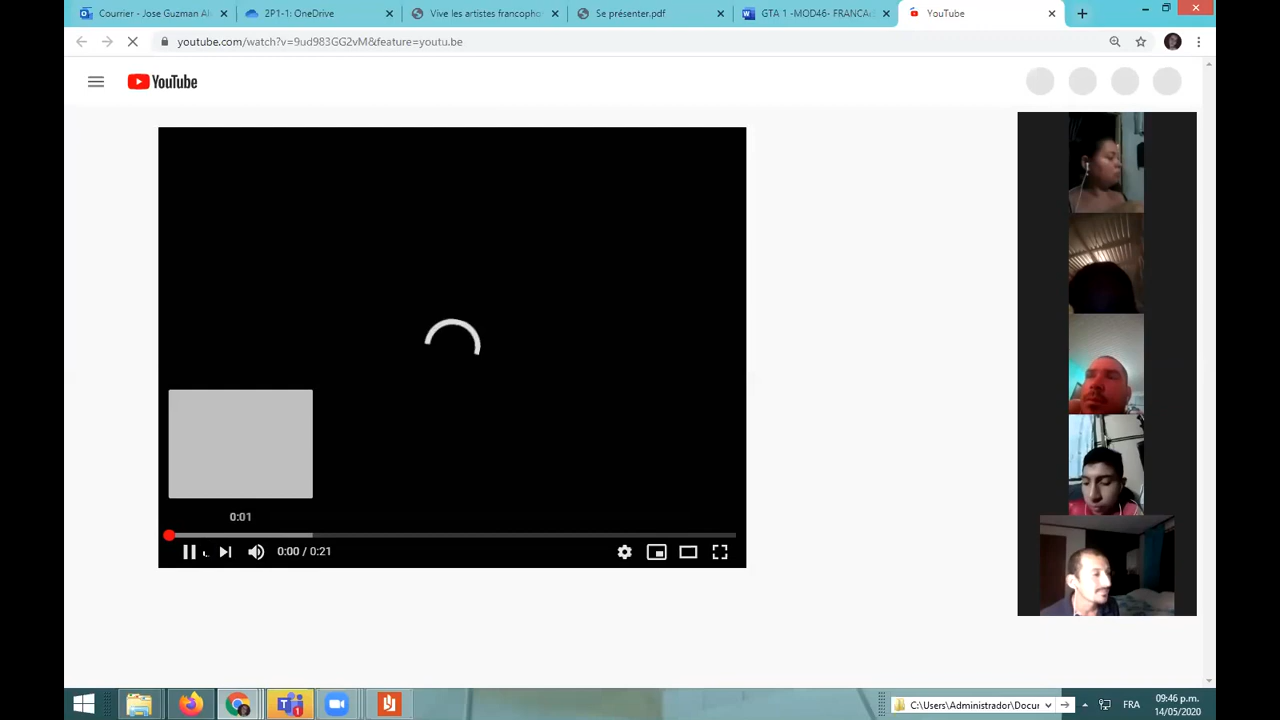 Courrier - Jose Guzman Al
2P1-1: OneDrive
Vive les artistes francopho
Se présenter.pdf
GTA 1 -MOD46- FRANCAi
YouTube
youtube.com/watch?v=9ud983GG2vM&feature=youtu.be
YouTube
0:01
0:00 / 0:21
C:\Users\Administrador\Docur
FR
09:46 p.m.
14/05/2020